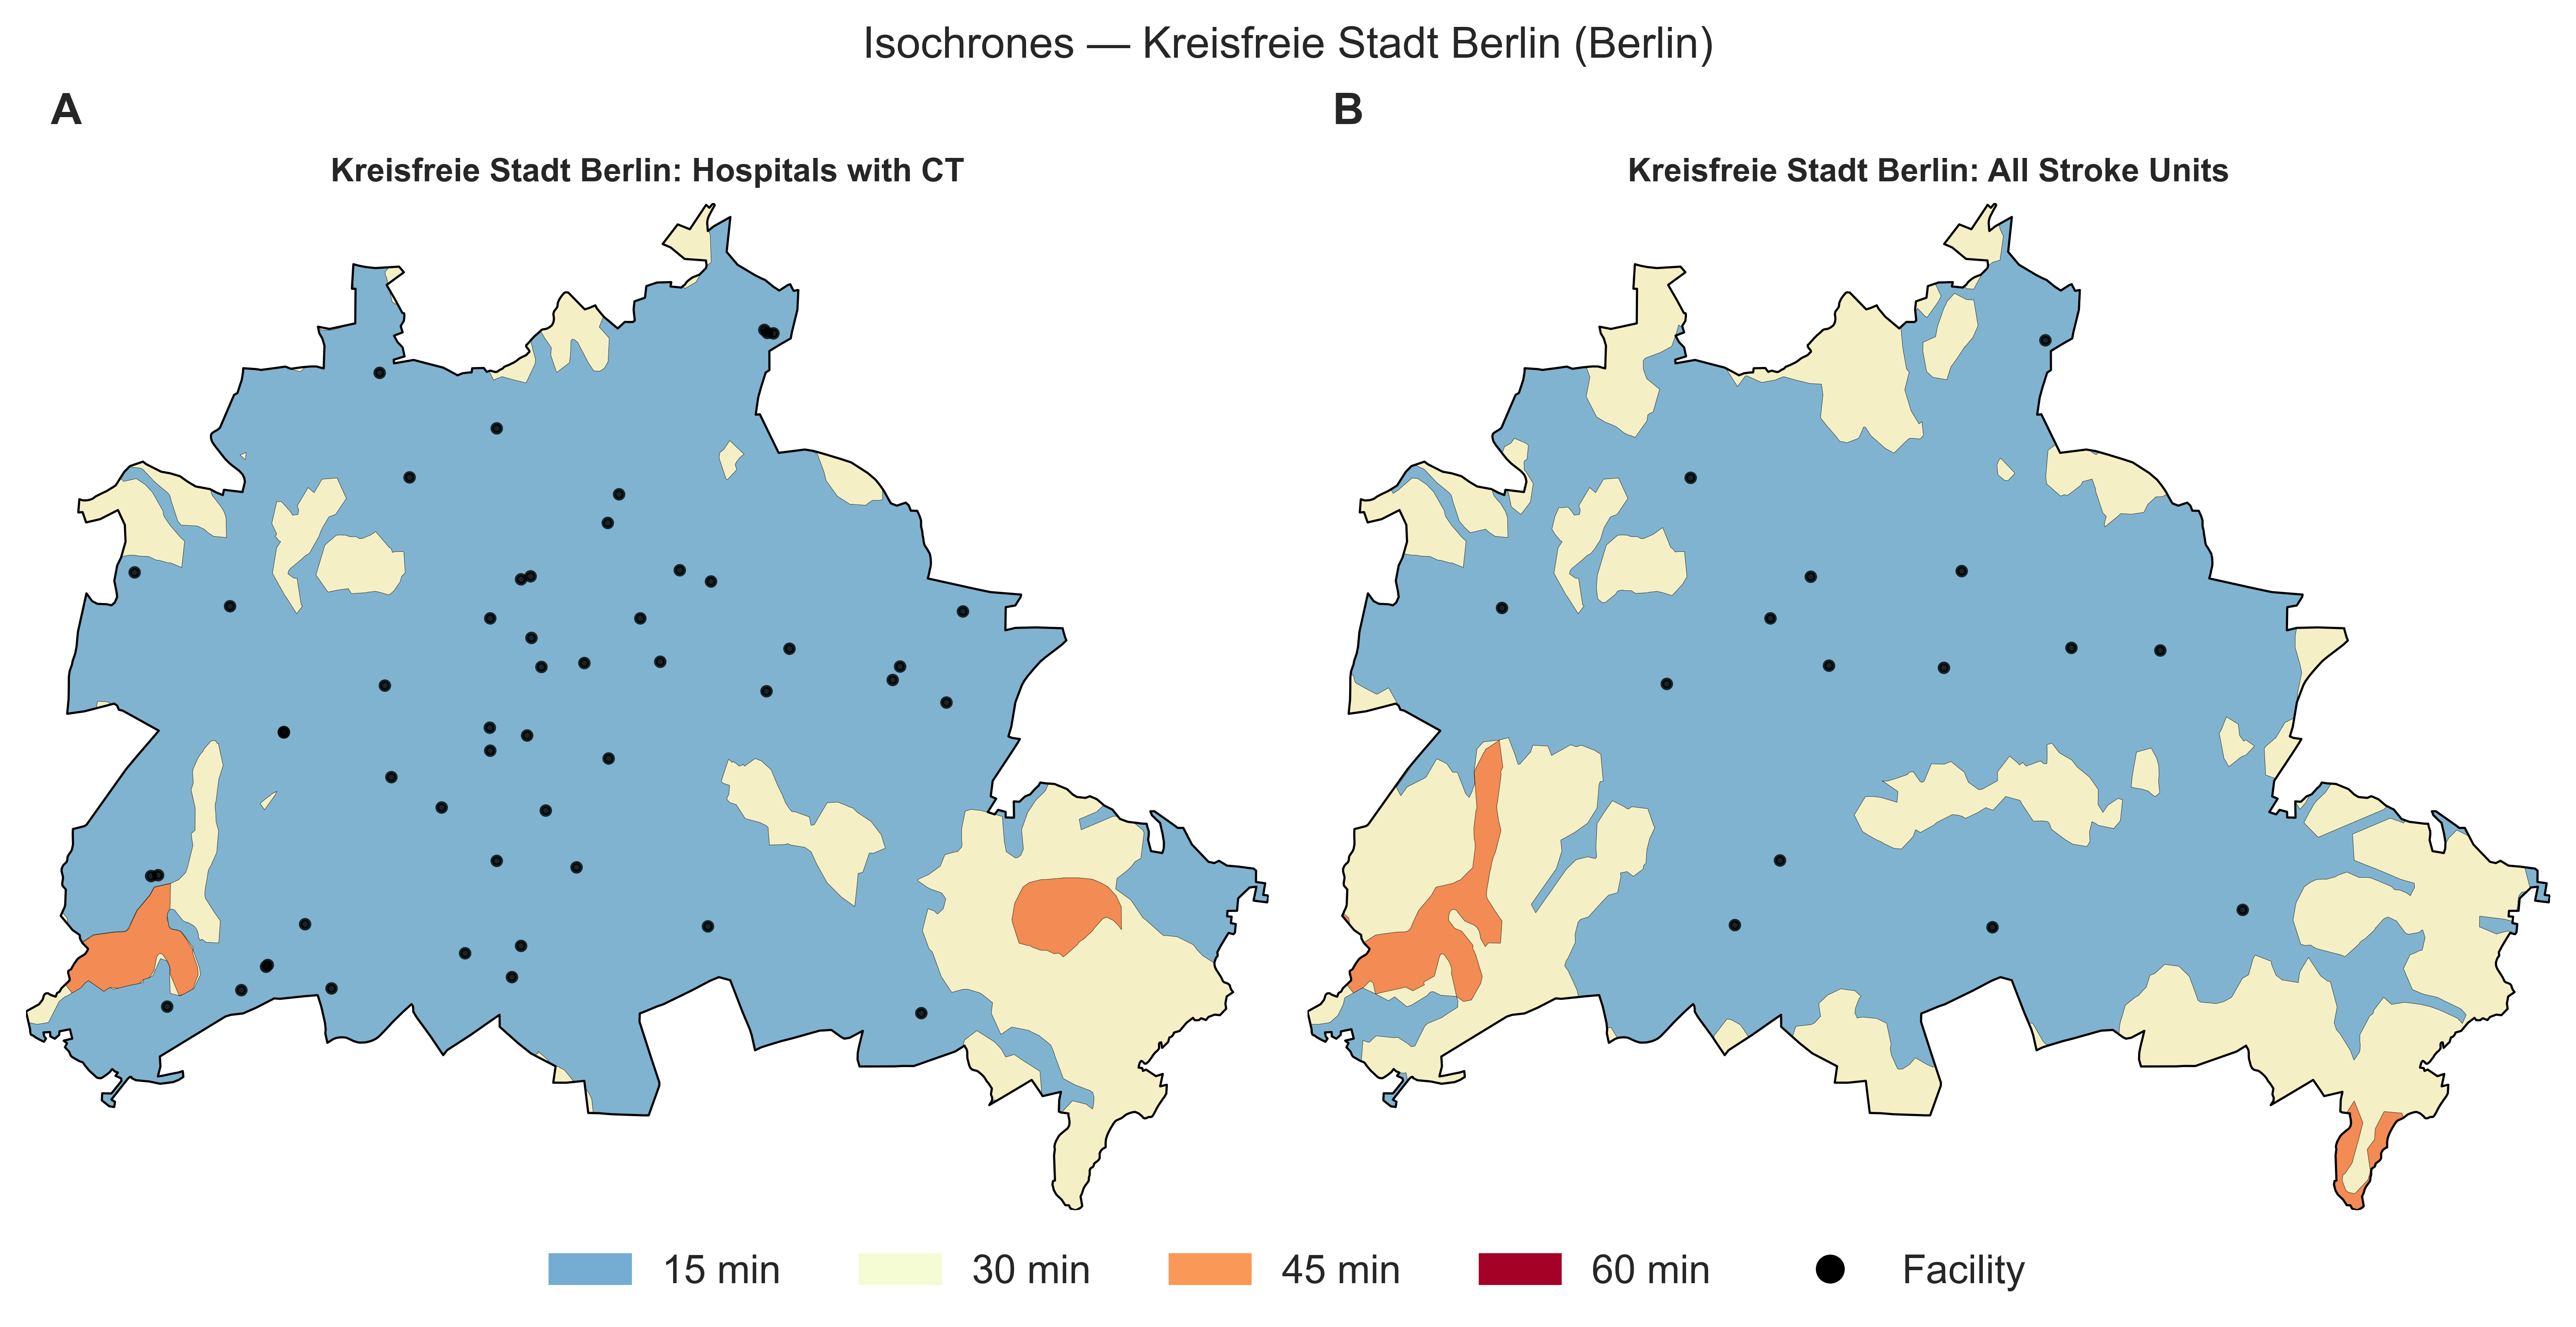 Isochrones — Kreisfreie Stadt Berlin (Berlin)
A
B
Kreisfreie Stadt Berlin: Hospitals with CT
Kreisfreie Stadt Berlin: All Stroke Units
15 min
30 min
45 min
60 min
Facility